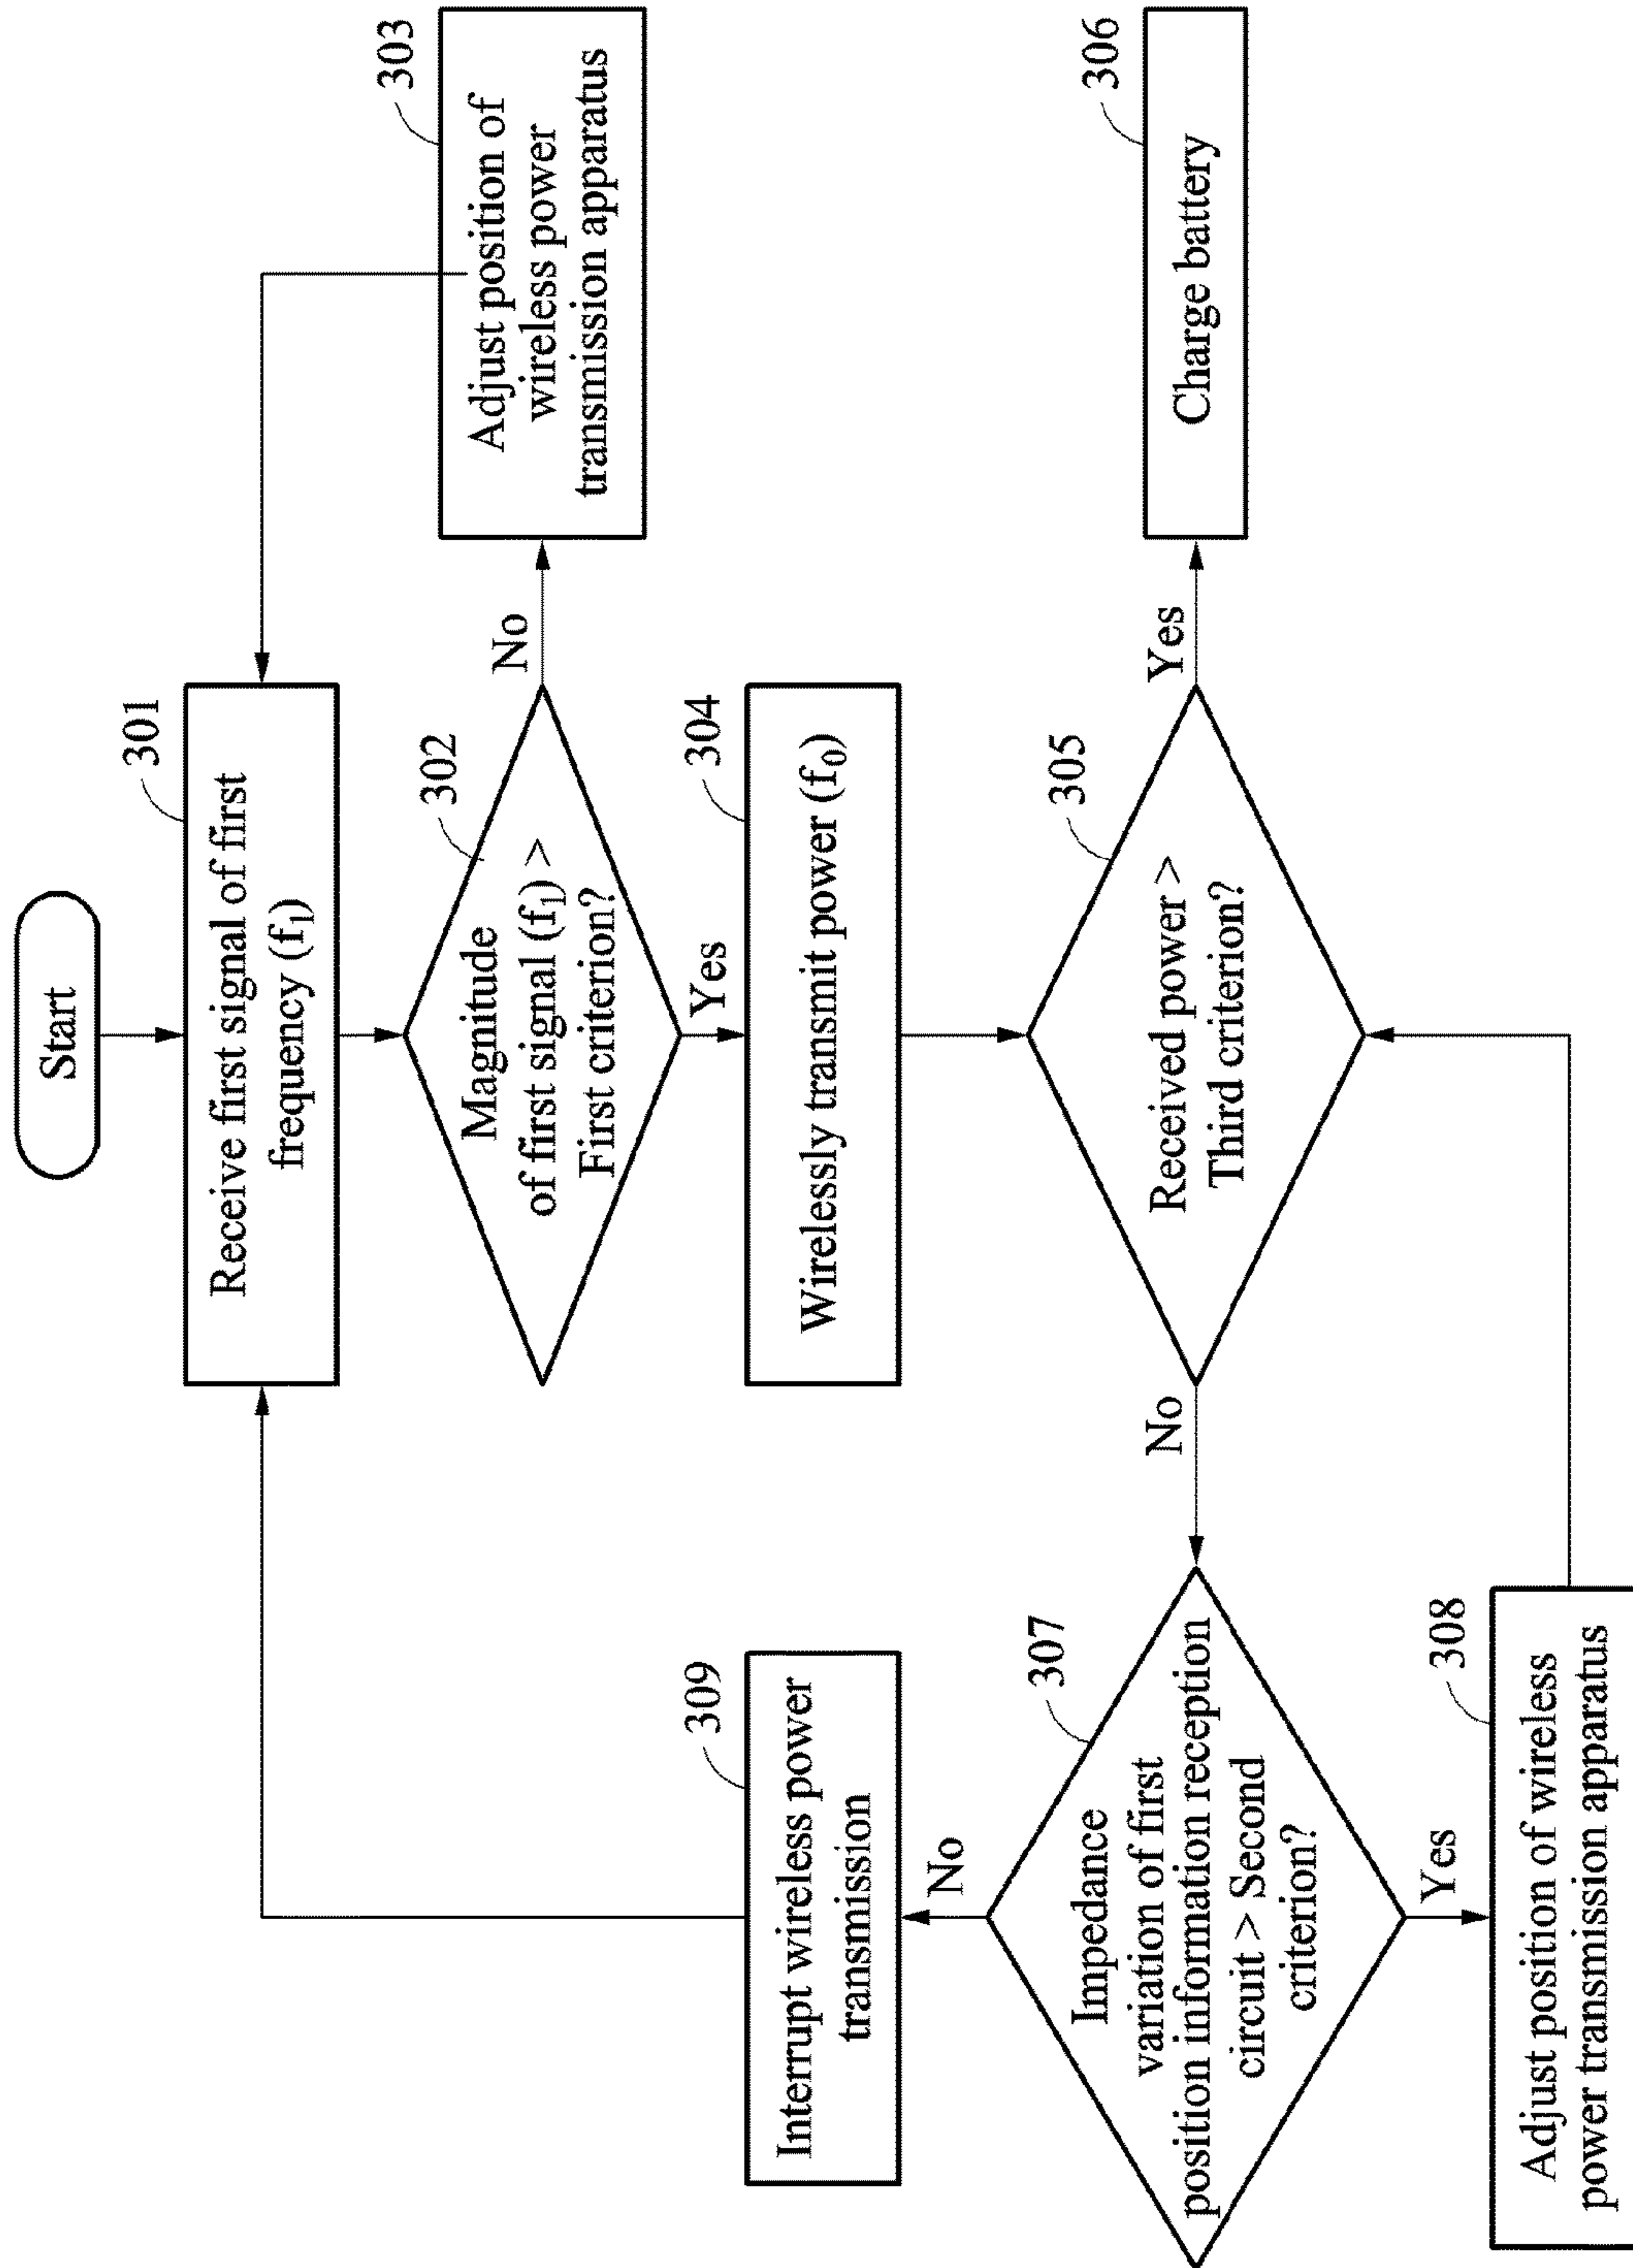 Start
301
Receive first signal of first
frequency (f₁)
302
Magnitude
of first signal (f₁) >
First criterion?
No
303
Adjust position of
wireless power
transmission apparatus
Yes
304
Wirelessly transmit power (f₀)
305
Received power >
Third criterion?
Yes
306
Charge battery
No
307
Impedance
variation of first
position information reception
circuit > Second
criterion?
No
309
Interrupt wireless power
transmission
Yes
308
Adjust position of wireless
power transmission apparatus